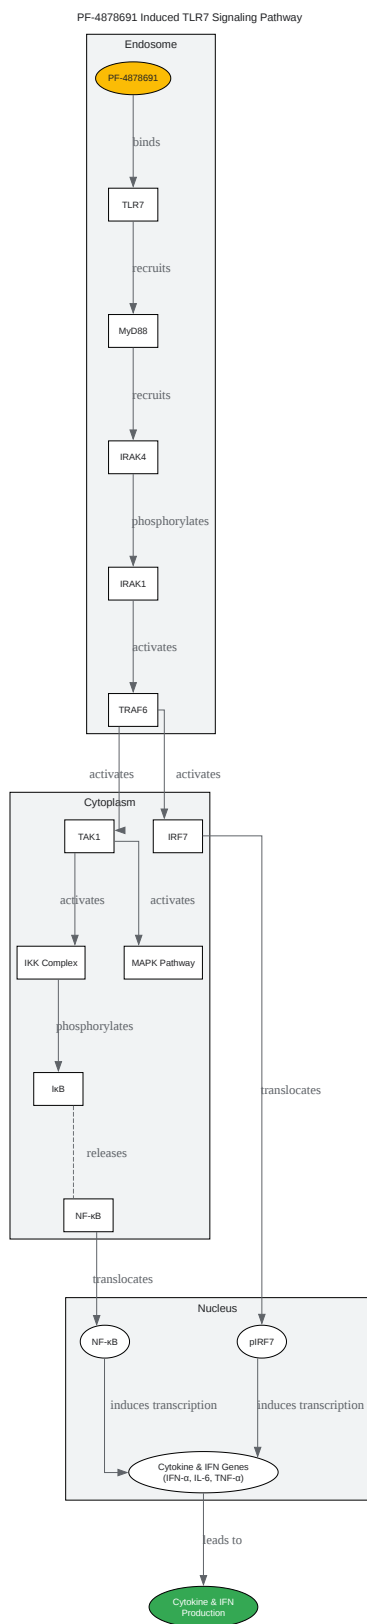 PF-4878691 Induced TLR7 Signaling Pathway
Endosome
PF-4878691
binds
TLR7
recruits
MyD88
recruits
IRAK4
phosphorylates
IRAK1
activates
TRAF6
activates
activates
Cytoplasm
TAK1
IRF7
activates
activates
IKK Complex
MAPK Pathway
phosphorylates
IκB
translocates
releases
NF-κB
translocates
Nucleus
NF-κB
pIRF7
induces transcription
induces transcription
Cytokine & IFN Genes
(IFN-α, IL-6, TNF-α)
leads to
Cytokine & IFN
Production